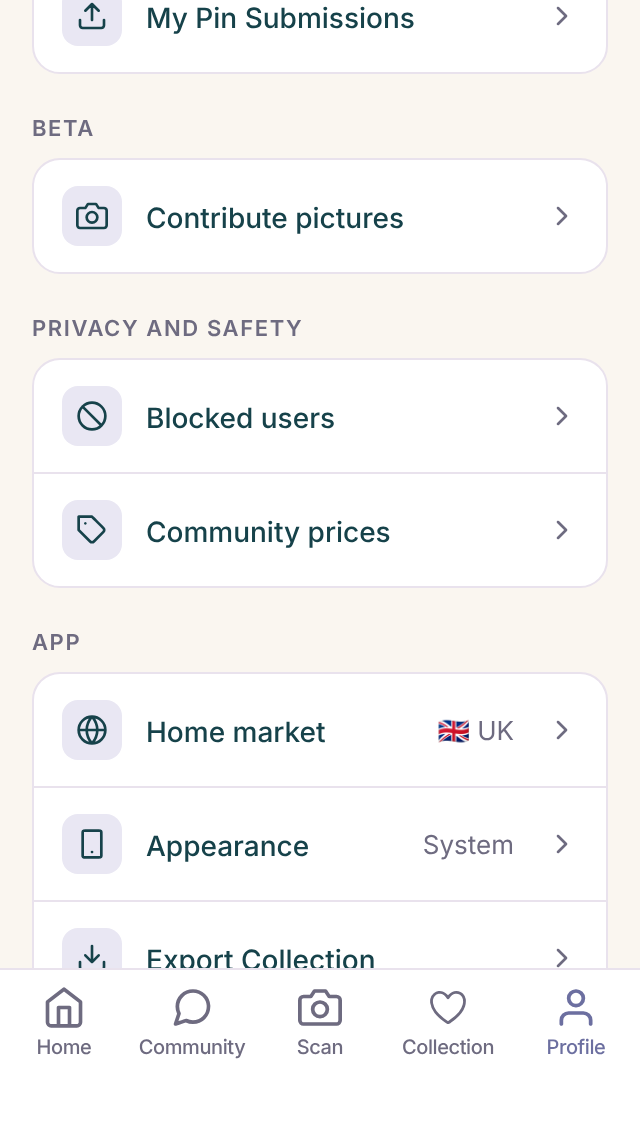 My Pin Submissions
BETA
Contribute pictures
PRIVACY AND SAFETY
Blocked users
Community prices
APP
Home market 🇬🇧 UK
Appearance System
Export Collection
Home Community Scan Collection Profile